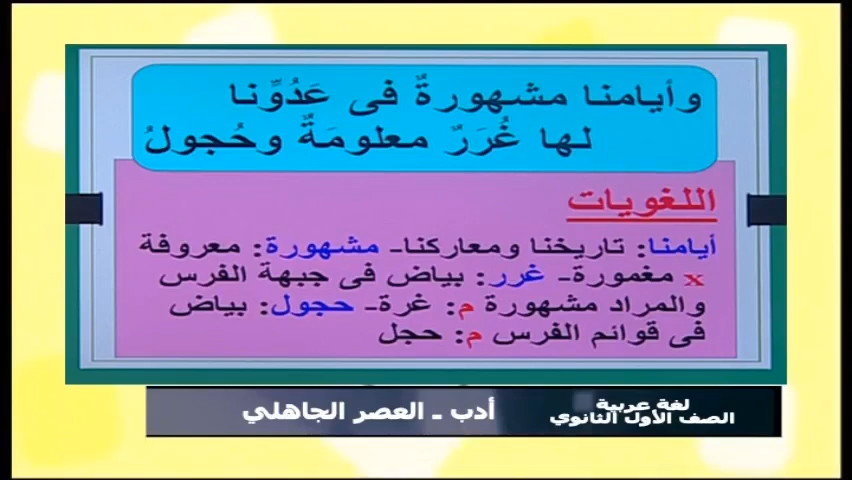 وأيامنا مشهورةٌ فى عَدُوِّنا
لها غُرَرٌ معلومَةٌ وحُجولُ
اللغويات
أيامنا: تاريخنا ومعاركنا- مشهورة: معروفة
x مغمورة- غرر: بياض فى جبهة الفرس
والمراد مشهورة م: غرة- حجول: بياض
فى قوائم الفرس م: حجل
لغة عربية
الصف الأول الثانوي
أدب ـ العصر الجاهلي